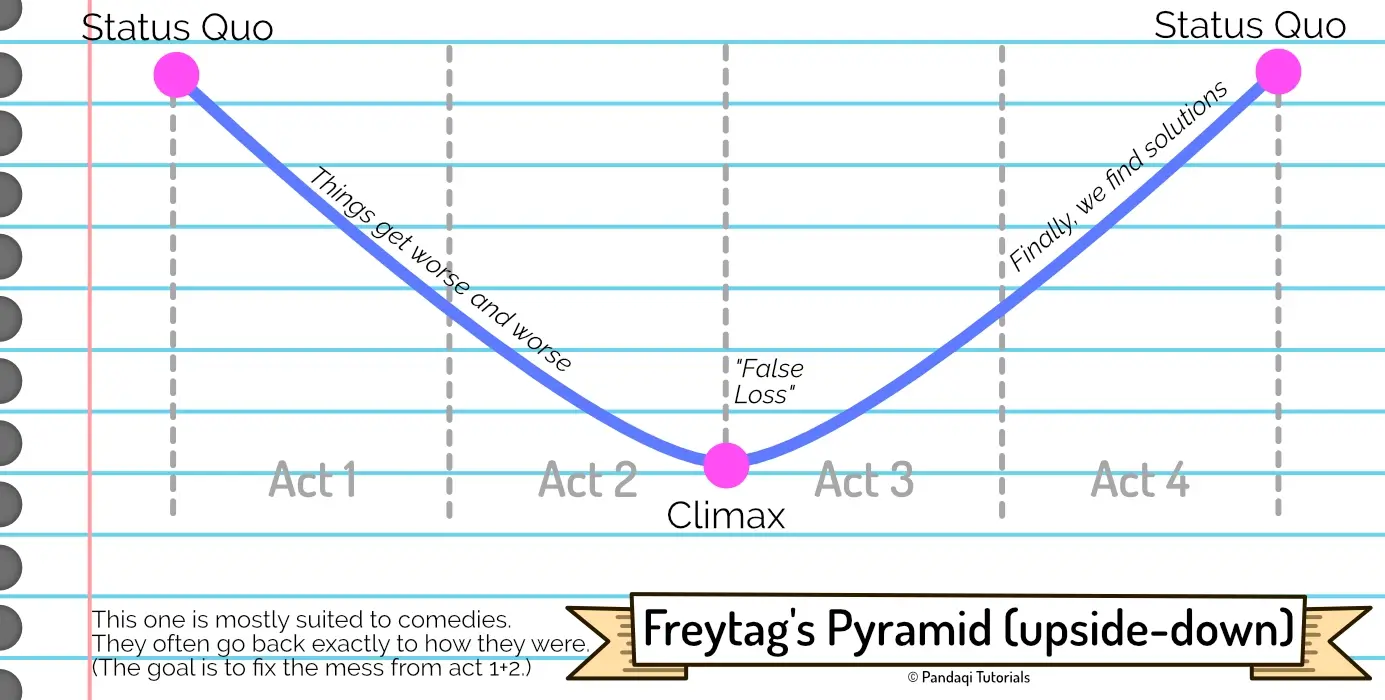 Status Quo
Status Quo
Things get worse and worse
Finally, we find solutions
"False
Loss"
Act 1
Act 2
Act 3
Act 4
Climax
This one is mostly suited to comedies.
They often go back exactly to how they were.
(The goal is to fix the mess from act 1+2.)
Freytag's Pyramid (upside-down)
© Pandaqi Tutorials